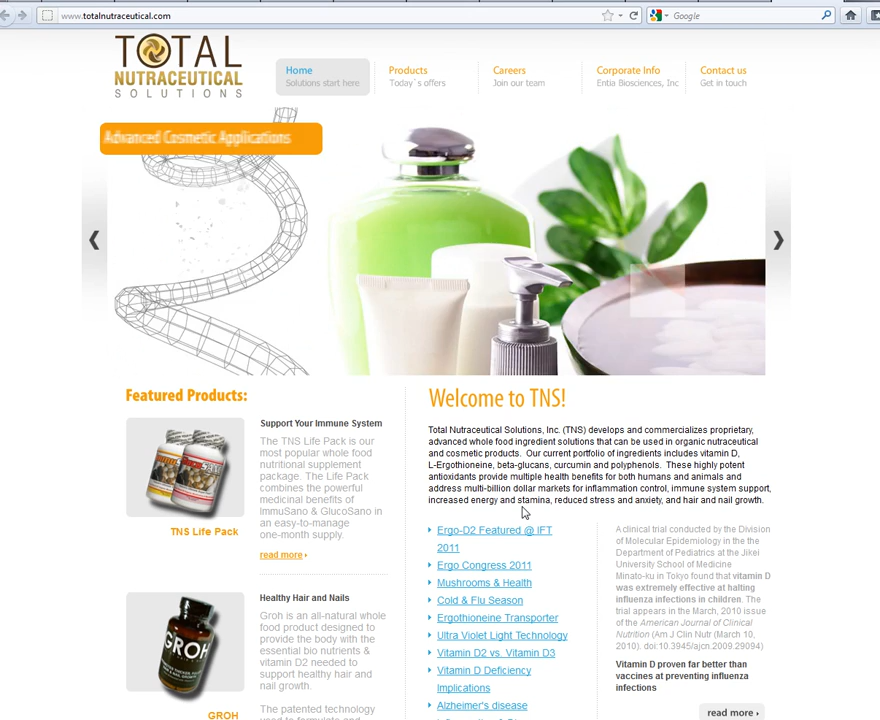 www.totalnutraceutical.com
Google
TOTAL
NUTRACEUTICAL
SOLUTIONS
Home
Solutions start here
Products
Today`s offers
Careers
Join our team
Corporate Info
Entia Biosciences, Inc
Contact us
Get in touch
Advanced Cosmetic Applications
Featured Products:
TNS Life Pack
Support Your Immune System
The TNS Life Pack is our
most popular whole food
nutritional supplement
package. The Life Pack
combines the powerful
medicinal benefits of
ImmuSano & GlucoSano in
an easy-to-manage
one-month supply.
read more
GROH
GROH
Healthy Hair and Nails
Groh is an all-natural whole
food product designed to
provide the body with the
essential bio nutrients &
vitamin D2 needed to
support healthy hair and
nail growth.
The patented technology
Welcome to TNS!
Total Nutraceutical Solutions, Inc. (TNS) develops and commercializes proprietary,
advanced whole food ingredient solutions that can be used in organic nutraceutical
and cosmetic products. Our current portfolio of ingredients includes vitamin D,
L-Ergothioneine, beta-glucans, curcumin and polyphenols. These highly potent
antioxidants provide multiple health benefits for both humans and animals and
address multi-billion dollar markets for inflammation control, immune system support,
increased energy and stamina, reduced stress and anxiety, and hair and nail growth.
Ergo-D2 Featured @ IFT
2011
Ergo Congress 2011
Mushrooms & Health
Cold & Flu Season
Ergothioneine Transporter
Ultra Violet Light Technology
Vitamin D2 vs. Vitamin D3
Vitamin D Deficiency
Implications
Alzheimer's disease
A clinical trial conducted by the Division
of Molecular Epidemiology in the the
Department of Pediatrics at the Jikei
University School of Medicine
Minato-ku in Tokyo found that vitamin D
was extremely effective at halting
influenza infections in children. The
trial appears in the March, 2010 issue
of the American Journal of Clinical
Nutrition (Am J Clin Nutr (March 10,
2010). doi:10.3945/ajcn.2009.29094)
Vitamin D proven far better than
vaccines at preventing influenza
infections
read more